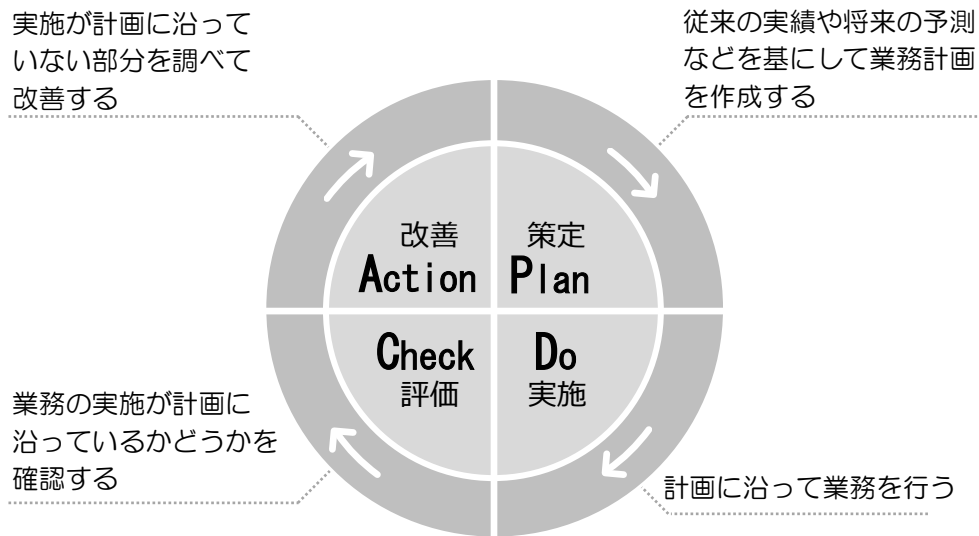 実施が計画に沿って
いない部分を調べて
改善する
従来の実績や将来の予測
などを基にして業務計画
を作成する
改善
Action
策定
Plan
Check
評価
Do
実施
業務の実施が計画に
沿っているかどうかを
確認する
計画に沿って業務を行う